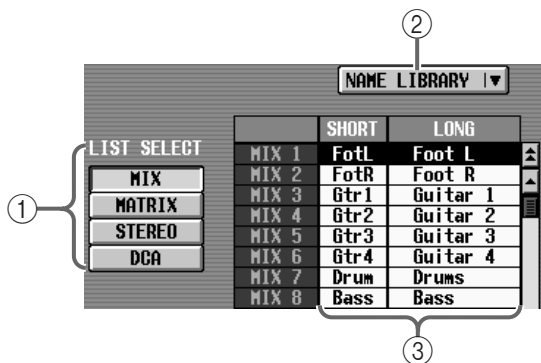 ②
NAME LIBRARY ▼
SHORT LONG
LIST SELECT
MIX 1 FotL Foot L
MIX MIX 2 FotR Foot R
① MATRIX MIX 3 Gtr1 Guitar 1
STEREO MIX 4 Gtr2 Guitar 2
DCA MIX 5 Gtr3 Guitar 3
MIX 6 Gtr4 Guitar 4
MIX 7 Drum Drums
MIX 8 Bass Bass
③